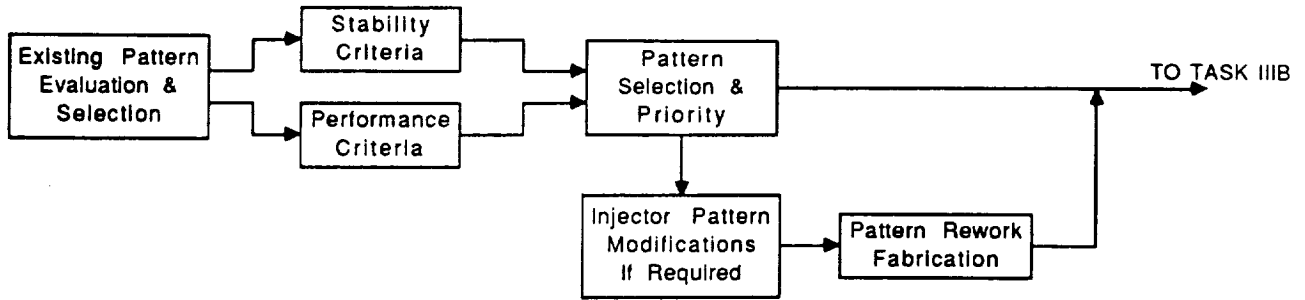 Existing Pattern
Evaluation &
Selection
Stability
Criteria
Performance
Criteria
Pattern
Selection &
Priority
TO TASK IIIB
Injector Pattern
Modifications
If Required
Pattern Rework
Fabrication